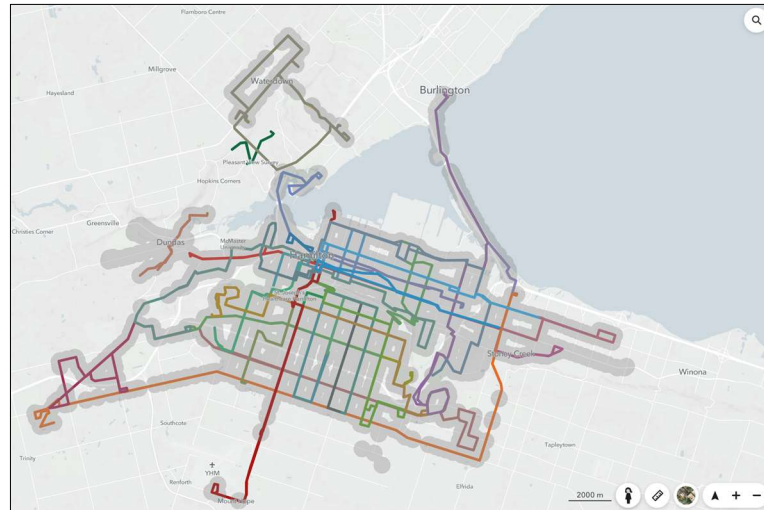 Flamboro Centre
Millgrove
Waterdown
Hayesland
Burlington
Pleasant View Survey
Hopkins Corners
Greensville
Christies Corner
Dundas
McMaster
Hamilton
Stoney Creek
Winona
Southcote
Tapleytown
Trinity
YHM
Renforth
Mount Hope
Elfrida
2000 m